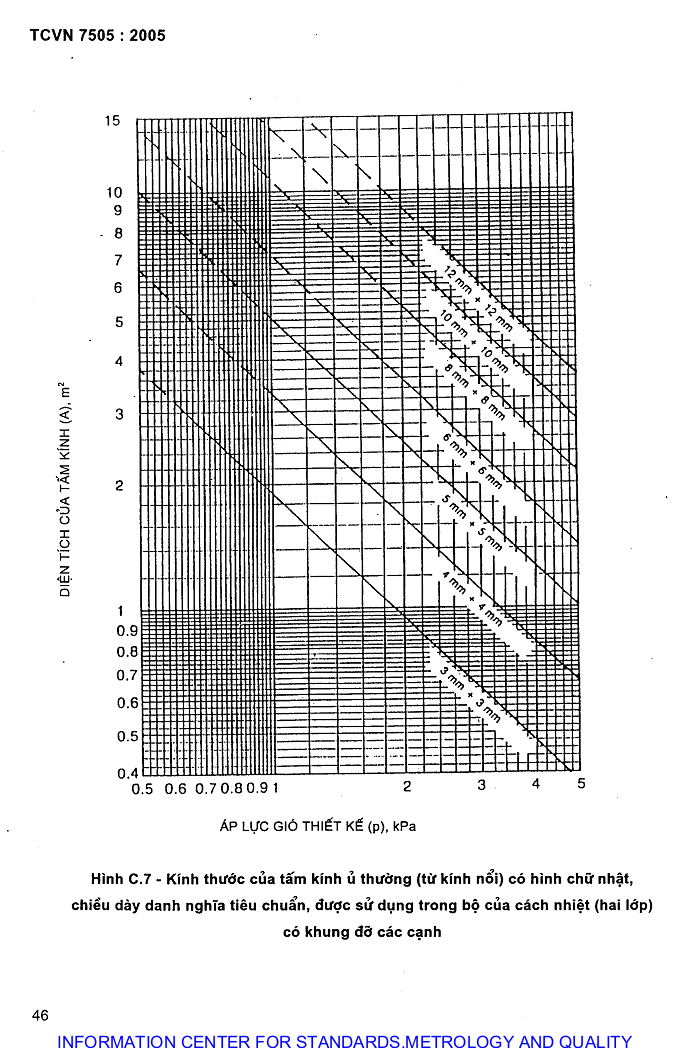 TCVN 7505 : 2005
15
10
9
8
7
6
5
4
3
2
1
0.9
0.8
0.7
0.6
0.5
0.4
DIỆN TÍCH CỦA TẤM KÍNH (A), m²
12 mm + 12 mm
10 mm + 10 mm
8 mm + 8 mm
6 mm + 6 mm
5 mm + 5 mm
4 mm + 4 mm
3 mm + 3 mm
0.5 0.6 0.7 0.8 0.9 1 2 3 4 5
ÁP LỰC GIÓ THIẾT KẾ (p), kPa
Hình C.7 - Kính thước của tấm kính ủ thường (từ kính nổi) có hình chữ nhật,
chiều dày danh nghĩa tiêu chuẩn, được sử dụng trong bộ của cách nhiệt (hai lớp)
có khung đỡ các cạnh
46
INFORMATION CENTER FOR STANDARDS.METROLOGY AND QUALITY